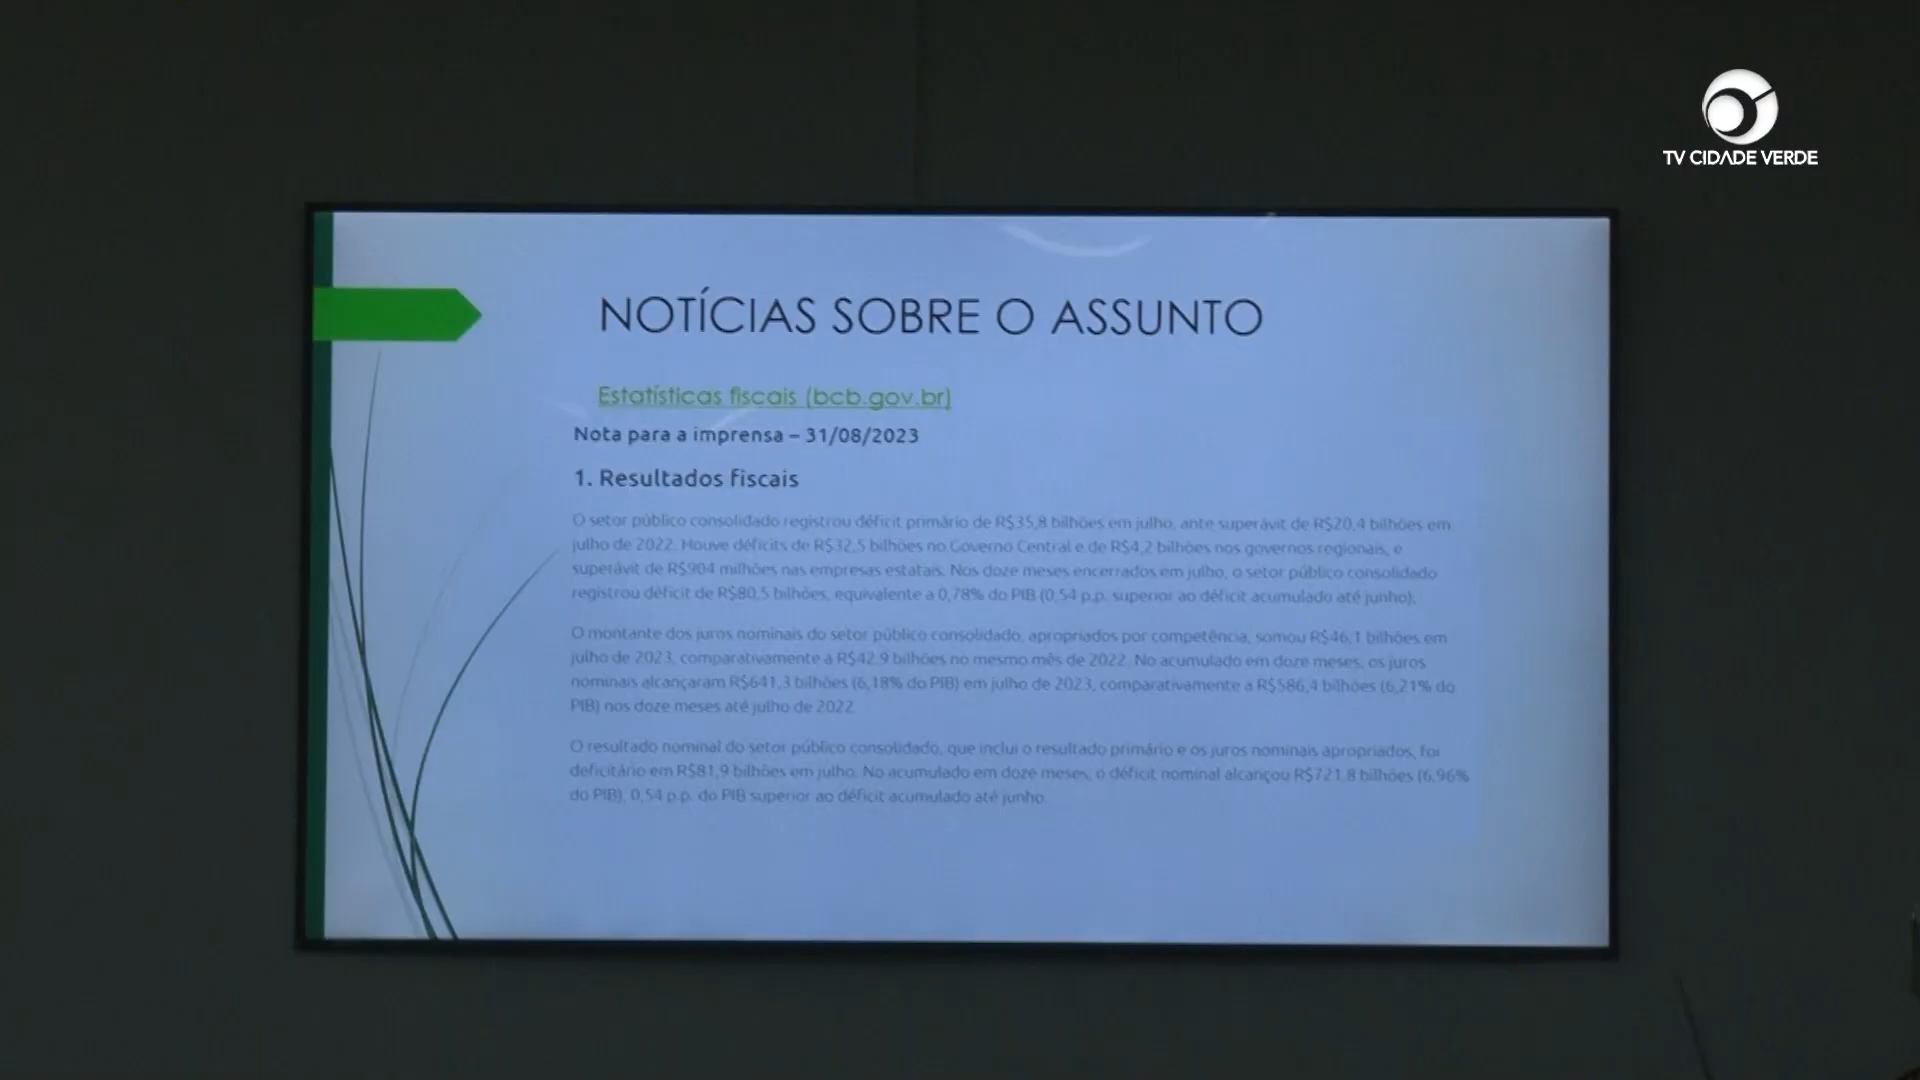 TV CIDADE VERDE
NOTÍCIAS SOBRE O ASSUNTO
Estatísticas fiscais (bcb.gov.br)
Nota para a imprensa – 31/08/2023
1. Resultados fiscais
O setor público consolidado registrou déficit primário de R$35,8 bilhões em julho, ante superávit de R$20,4 bilhões em
julho de 2022. Houve déficits de R$32,5 bilhões no Governo Central e de R$4,2 bilhões nos governos regionais, e
superávit de R$904 milhões nas empresas estatais. Nos doze meses encerrados em julho, o setor público consolidado
registrou déficit de R$80,5 bilhões, equivalente a 0,78% do PIB (0,54 p.p. superior ao déficit acumulado até junho).
O montante dos juros nominais do setor público consolidado, apropriados por competência, somou R$46,1 bilhões em
julho de 2023, comparativamente a R$42,9 bilhões no mesmo mês de 2022. No acumulado em doze meses, os juros
nominais alcançaram R$641,3 bilhões (6,18% do PIB) em julho de 2023, comparativamente a R$586,4 bilhões (6,21% do
PIB) nos doze meses até julho de 2022.
O resultado nominal do setor público consolidado, que inclui o resultado primário e os juros nominais apropriados, foi
deficitário em R$81,9 bilhões em julho. No acumulado em doze meses, o déficit nominal alcançou R$721,8 bilhões (6,96%
do PIB), 0,54 p.p. do PIB superior ao déficit acumulado até junho.